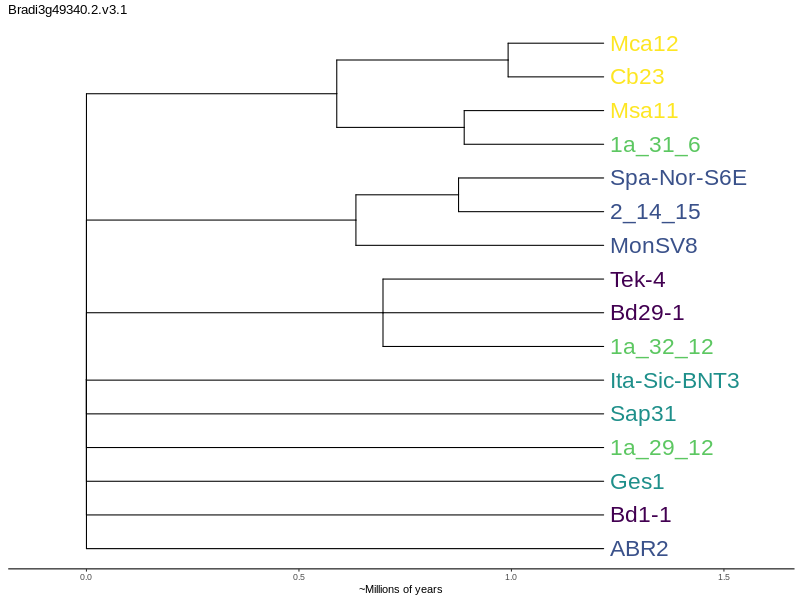 Bradi3g49340.2.v3.1
Mca12
Cb23
Msa11
1a_31_6
Spa-Nor-S6E
2_14_15
MonSV8
Tek-4
Bd29-1
1a_32_12
Ita-Sic-BNT3
Sap31
1a_29_12
Ges1
Bd1-1
ABR2
0.0 0.5 1.0 1.5
~Millions of years